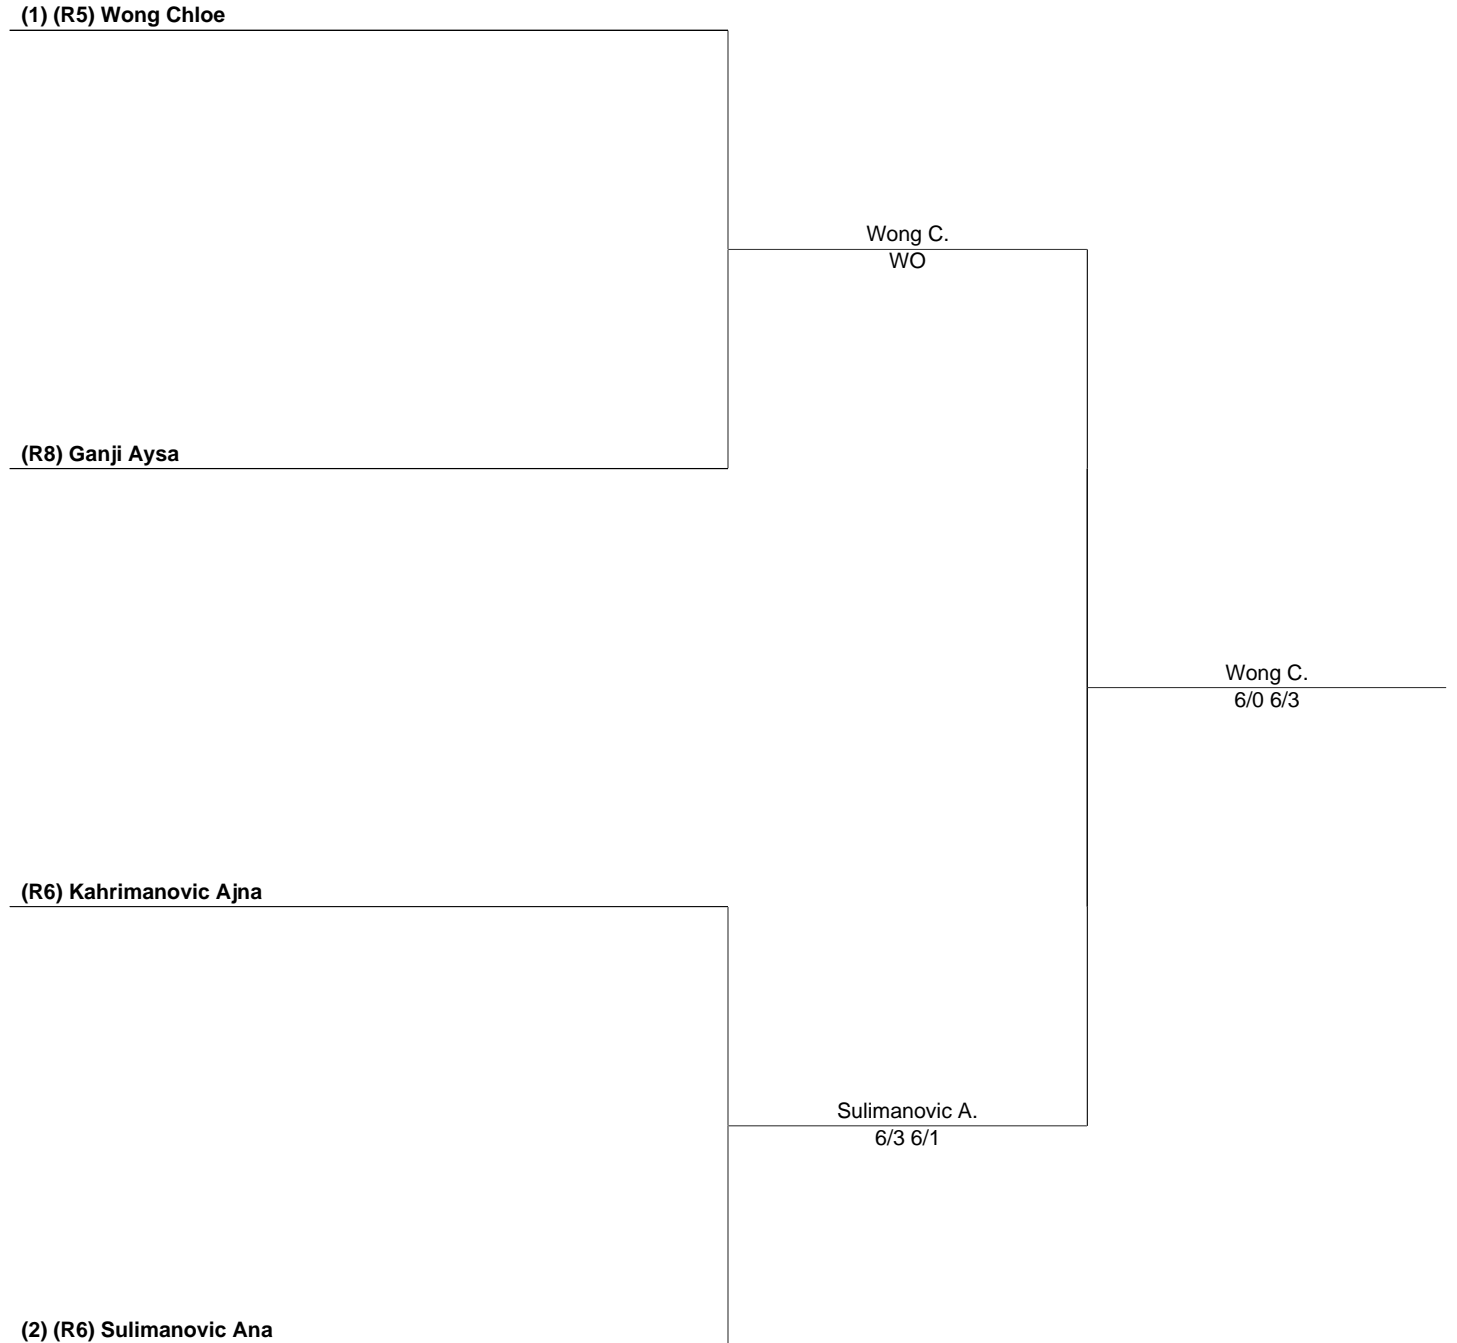 (1) (R5) Wong Chloe
Wong C.
WO
(R8) Ganji Aysa
Wong C.
6/0 6/3
(R6) Kahrimanovic Ajna
Sulimanovic A.
6/3 6/1
(2) (R6) Sulimanovic Ana